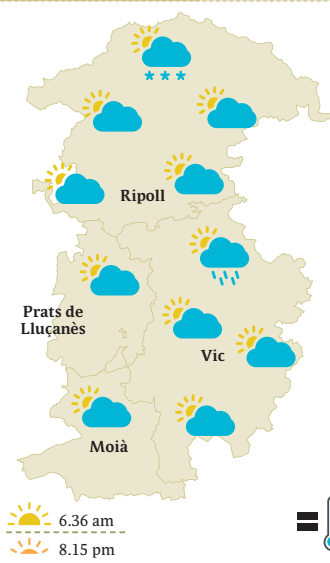 Ripoll
Prats de
Lluçanès
Vic
Moià
6.36 am
8.15 pm